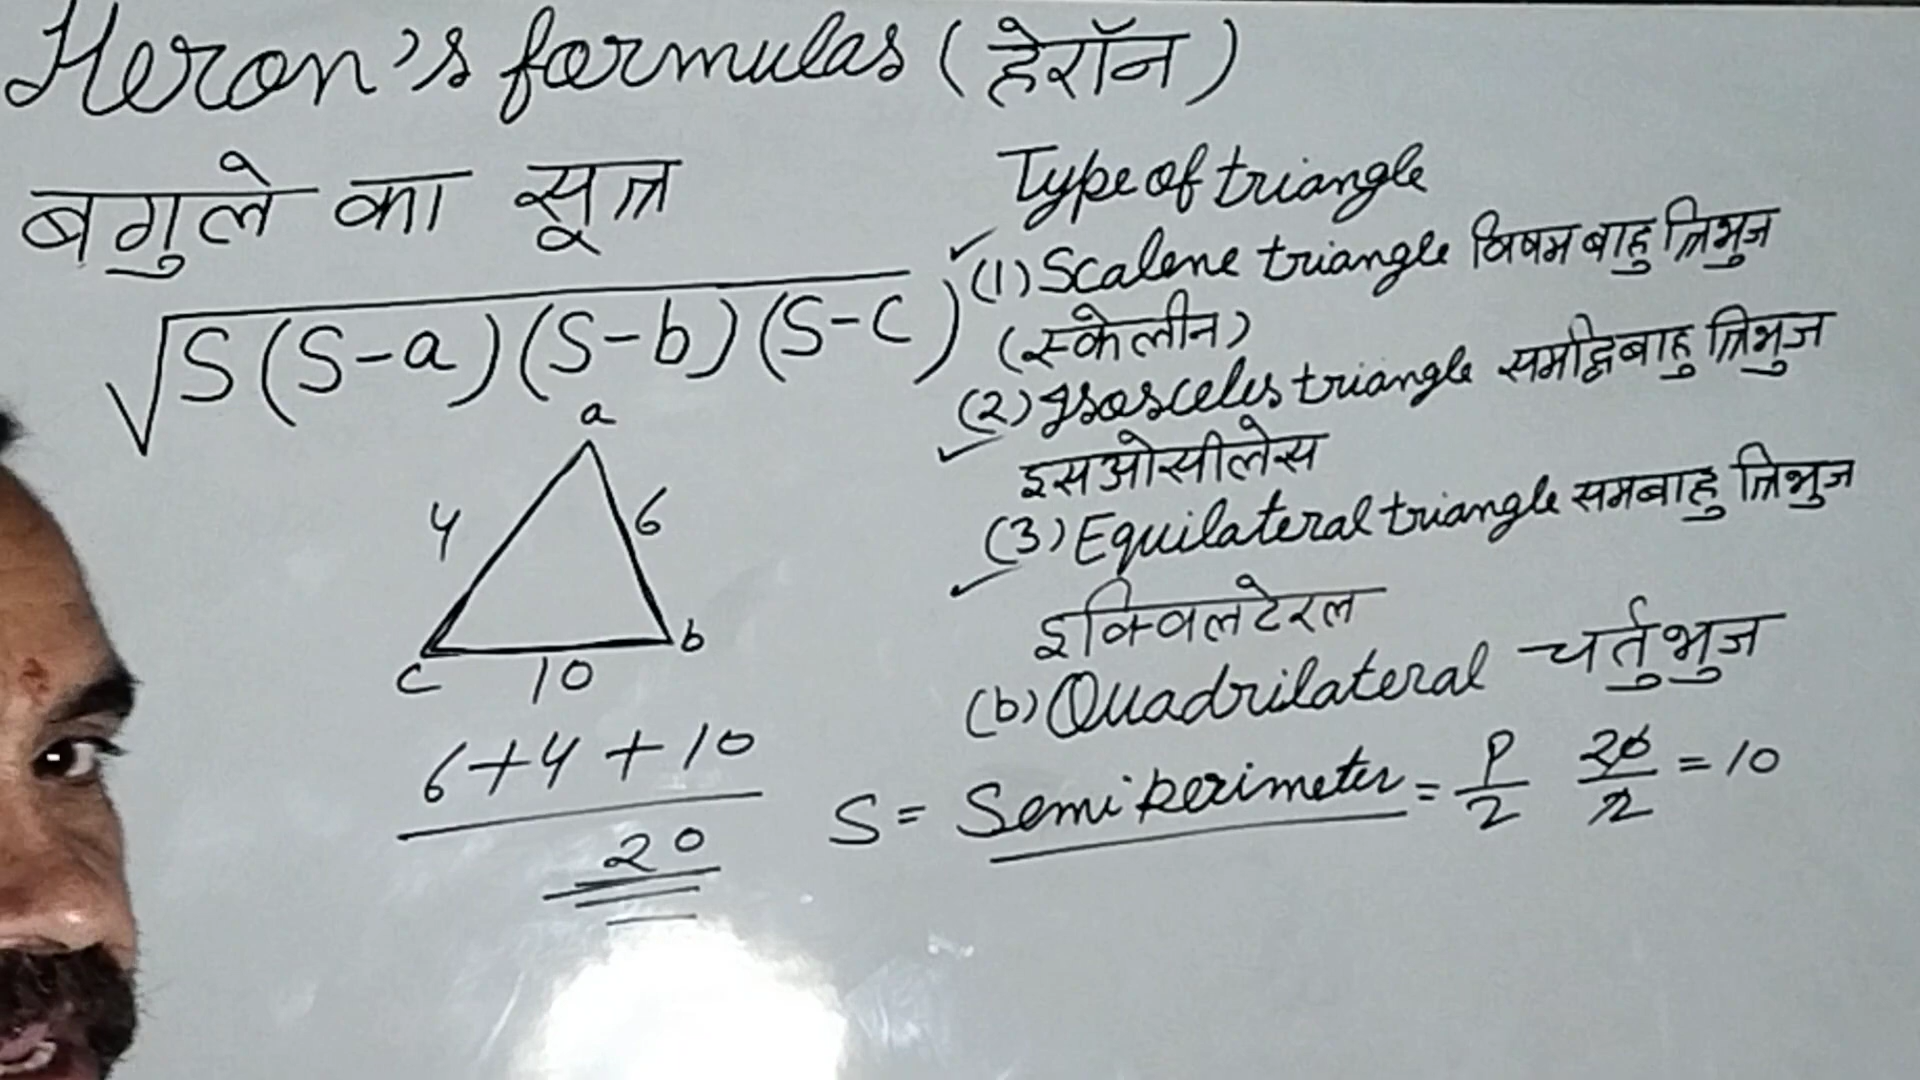 Heron's formulas (हेरॉन)
बगुले का सूत्र
√S(S-a)(S-b)(S-c)
a
4
6
c
10
b
6+4+10
20
Type of triangle
(1) Scalene triangle विषमबाहु त्रिभुज
(स्केलीन)
(2) Isosceles triangle समद्विबाहु त्रिभुज
इसओसीलेस
(3) Equilateral triangle समबाहु त्रिभुज
इक्विलटेरल
(b) Quadrilateral चर्तुभुज
S = Semiperimeter = P/2 20/2 = 10